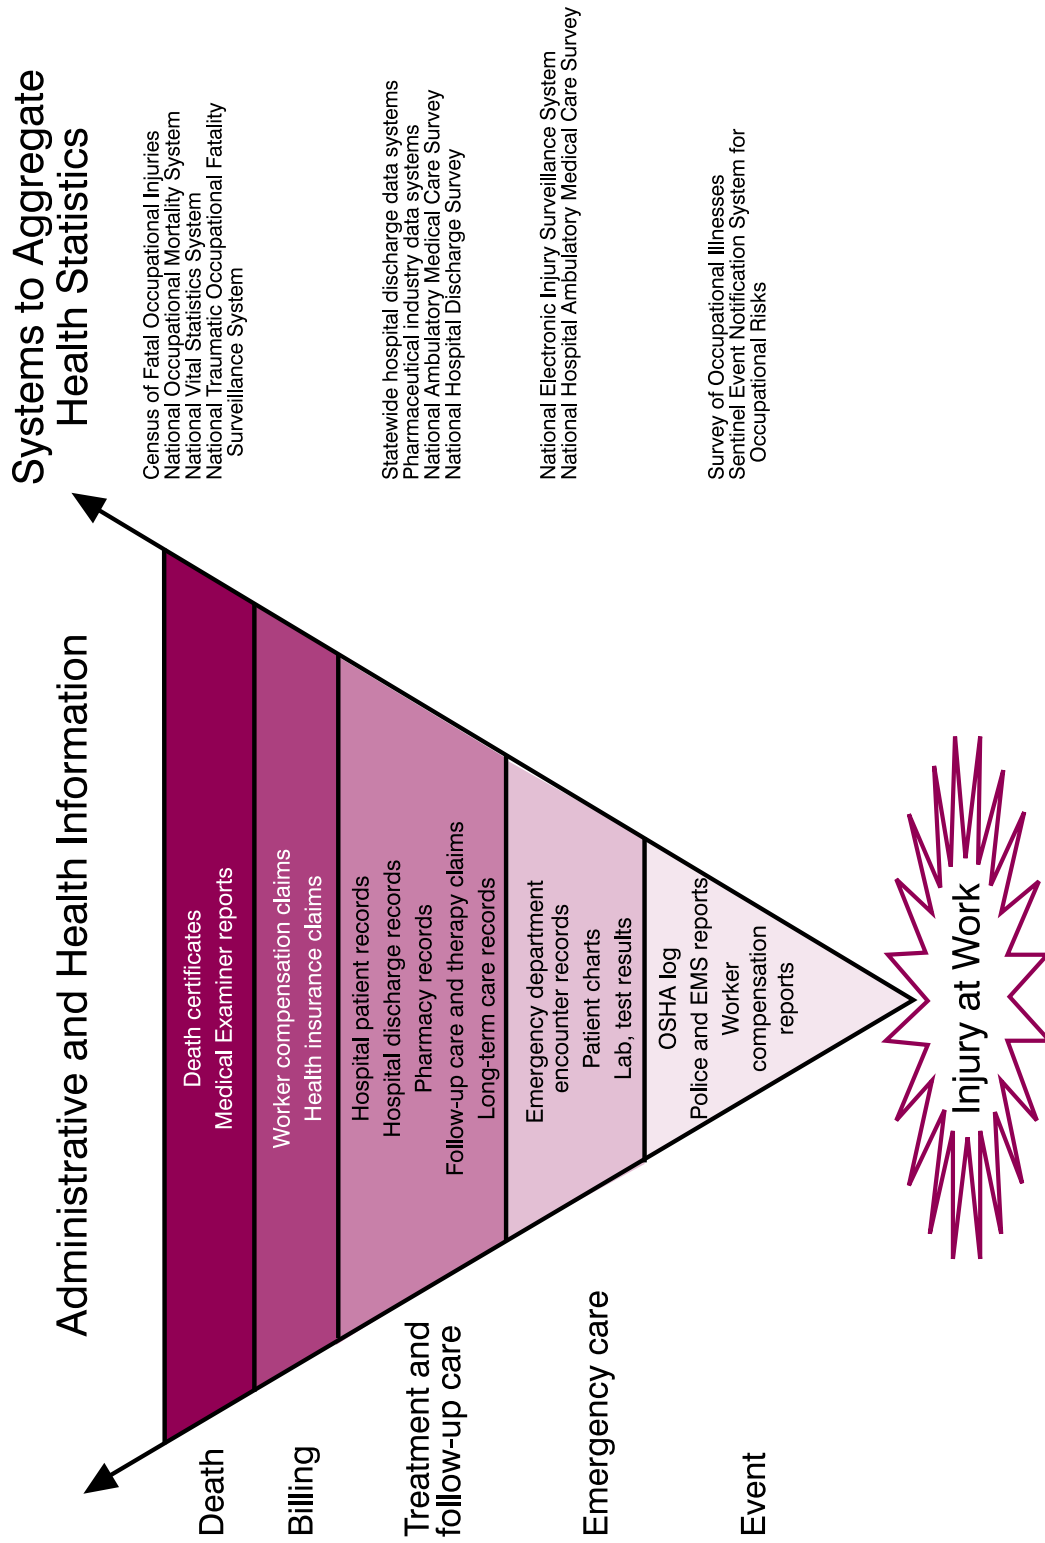 Administrative and Health Information
Systems to Aggregate
Health Statistics
Death
Death certificates
Medical Examiner reports
Census of Fatal Occupational Injuries
National Occupational Mortality System
National Vital Statistics System
National Traumatic Occupational Fatality
Surveillance System
Billing
Worker compensation claims
Health insurance claims
Treatment and
follow-up care
Hospital patient records
Hospital discharge records
Pharmacy records
Follow-up care and therapy claims
Long-term care records
Statewide hospital discharge data systems
Pharmaceutical industry data systems
National Ambulatory Medical Care Survey
National Hospital Discharge Survey
Emergency care
Emergency department
encounter records
Patient charts
Lab, test results
National Electronic Injury Surveillance System
National Hospital Ambulatory Medical Care Survey
Event
OSHA log
Police and EMS reports
Worker
compensation
reports
Survey of Occupational Illnesses
Sentinel Event Notification System for
Occupational Risks
Injury at Work